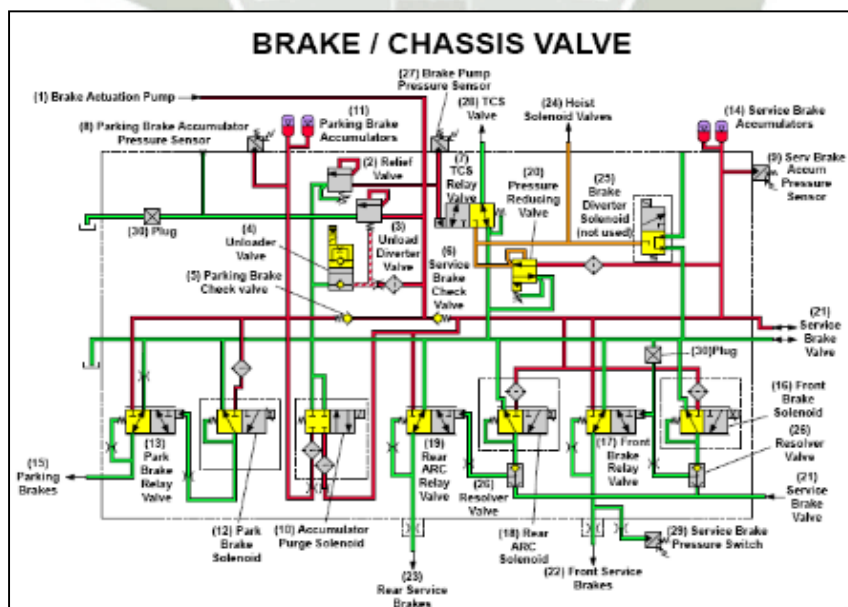 BRAKE / CHASSIS VALVE
(1) Brake Actuation Pump
(27) Brake Pump
Pressure Sensor
(8) Parking Brake Accumulator
Pressure Sensor
(11)
Parking Brake
Accumulators
(28) TCS
Valve
(24) Hoist
Solenoid Valves
(14) Service Brake
Accumulators
(2) Relief
Valve
(7) TCS
Relay
Valve
(20)
Pressure
Reducing
Valve
(25)
Brake
Diverter
Solenoid
(not used)
(9) Serv Brake
Accum
Pressure
Sensor
(30) Plug
(4)
Unloader
Valve
(3)
Unload
Diverter
Valve
(5) Parking Brake
Check valve
(6)
Service
Brake
Check
Valve
(21)
Service
Brake
Valve
(30)Plug
(16) Front
Brake
Solenoid
(26)
Resolver
Valve
(15)
Parking
Brakes
(13)
Park
Brake
Relay
Valve
(19)
Rear ARC
Relay
Valve
(26)
Resolver
Valve
(17) Front
Brake Relay
Valve
(21)
Service
Brake
Valve
(12) Park
Brake
Solenoid
(10) Accumulator
Purge Solenoid
(18) Rear
ARC
Solenoid
(29) Service Brake
Pressure Switch
(23)
Rear Service
Brakes
(22) Front Service
Brakes